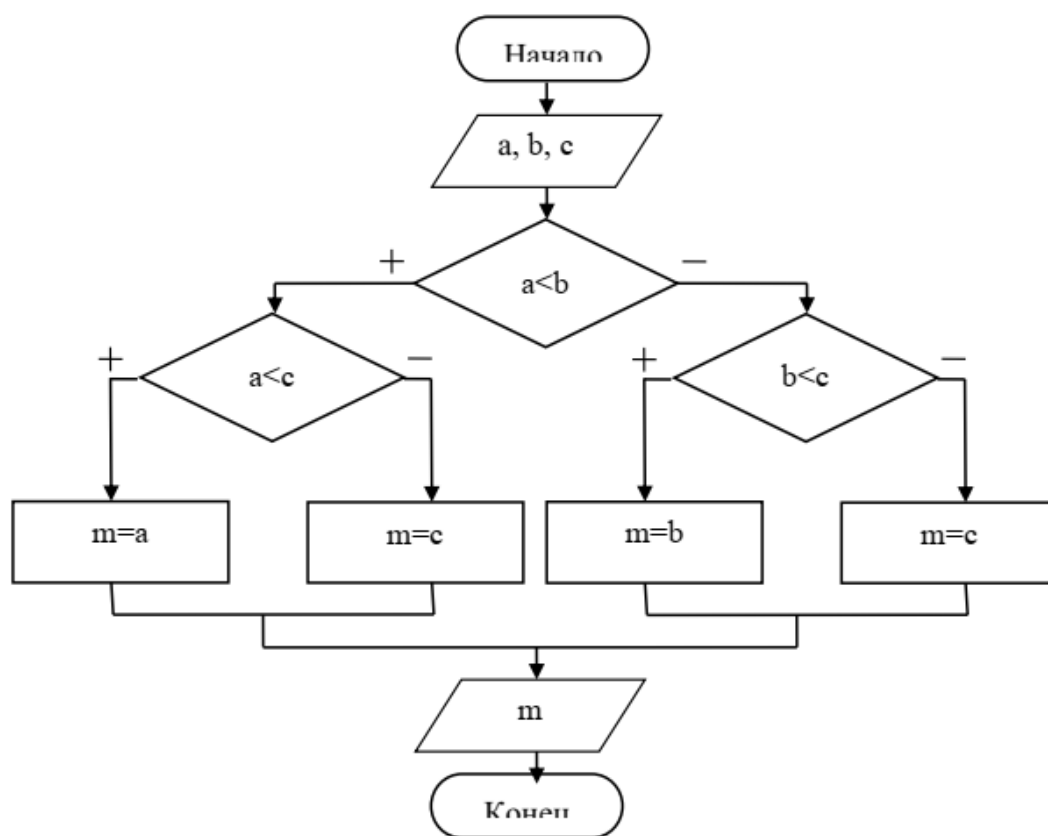 Начало
a, b, c
a<b
+
−
a<c
+
−
b<c
+
−
m=a
m=c
m=b
m=c
m
Конец